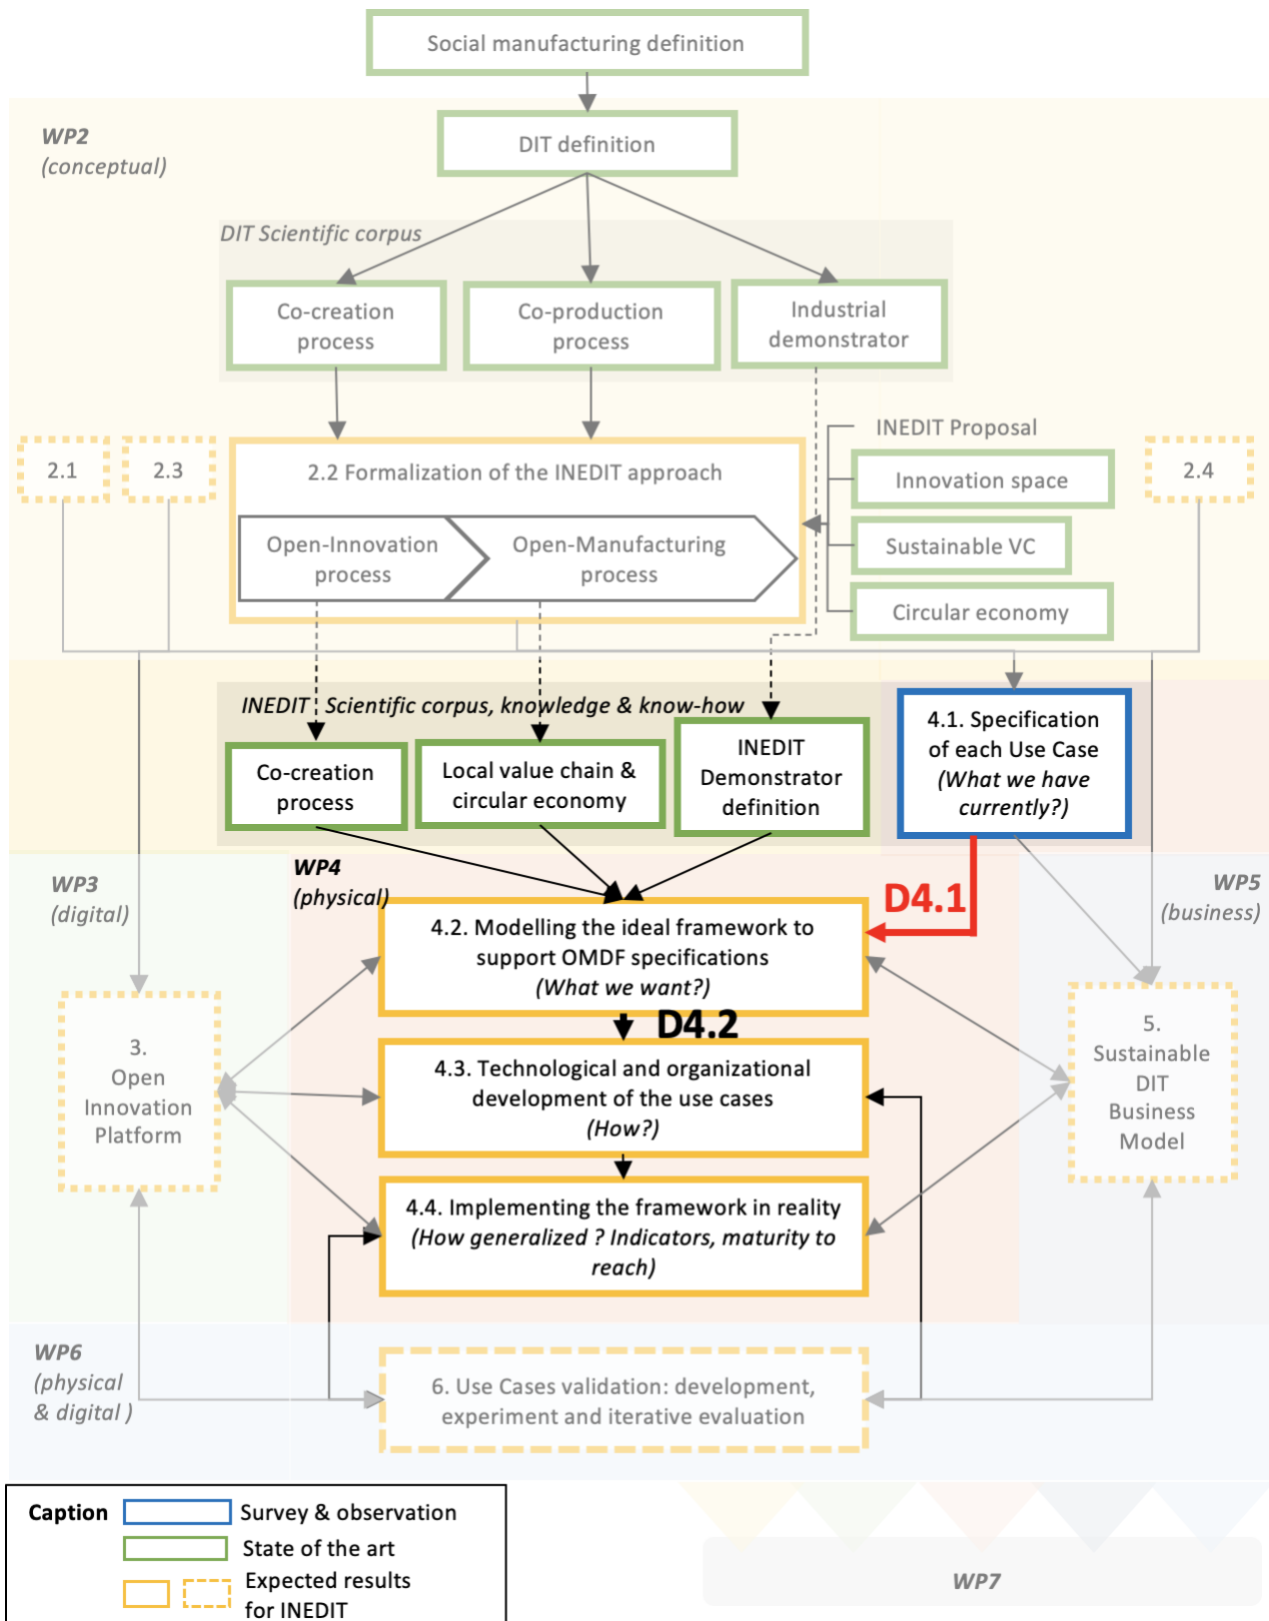 Social manufacturing definition
WP2
(conceptual)
DIT definition
DIT Scientific corpus
Co-creation
process
Co-production
process
Industrial
demonstrator
2.1
2.3
2.2 Formalization of the INEDIT approach
Open-Innovation
process
Open-Manufacturing
process
INEDIT Proposal
Innovation space
Sustainable VC
Circular economy
2.4
INEDIT Scientific corpus, knowledge & know-how
Co-creation
process
Local value chain &
circular economy
INEDIT
Demonstrator
definition
4.1. Specification
of each Use Case
(What we have
currently?)
WP3
(digital)
WP4
(physical)
D4.1
WP5
(business)
4.2. Modelling the ideal framework to
support OMDF specifications
(What we want?)
D4.2
3.
Open
Innovation
Platform
4.3. Technological and organizational
development of the use cases
(How?)
5.
Sustainable
DIT
Business
Model
4.4. Implementing the framework in reality
(How generalized ? Indicators, maturity to
reach)
WP6
(physical
& digital )
6. Use Cases validation: development,
experiment and iterative evaluation
Caption
Survey & observation
State of the art
Expected results
for INEDIT
WP7